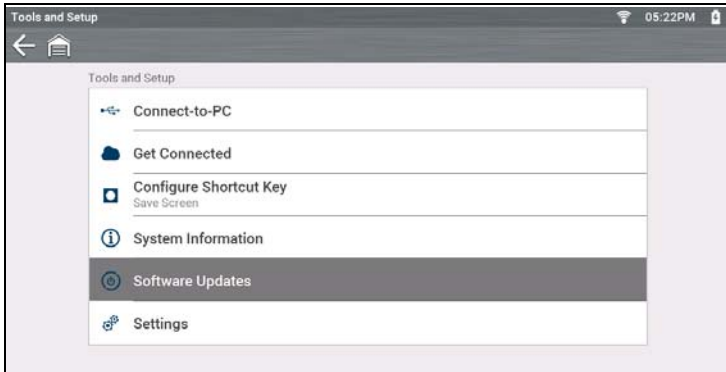 Tools and Setup
05:22PM
Tools and Setup
Connect-to-PC
Get Connected
Configure Shortcut Key
Save Screen
System Information
Software Updates
Settings